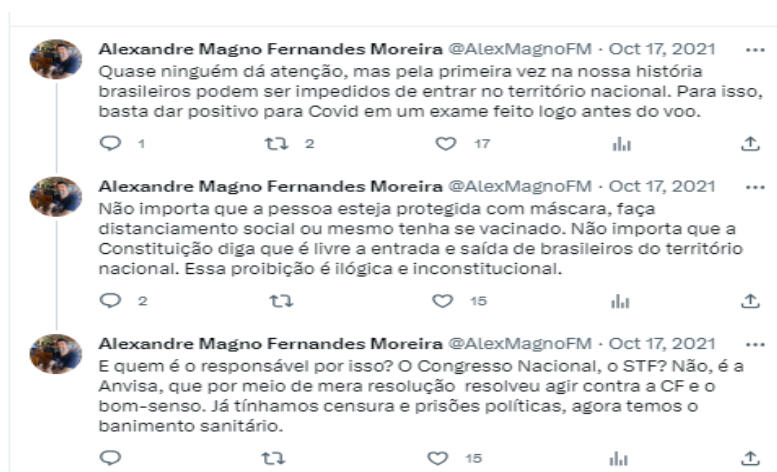 Alexandre Magno Fernandes Moreira @AlexMagnoFM · Oct 17, 2021 ···
Quase ninguém dá atenção, mas pela primeira vez na nossa história
brasileiros podem ser impedidos de entrar no território nacional. Para isso,
basta dar positivo para Covid em um exame feito logo antes do voo.
1 2 17
Alexandre Magno Fernandes Moreira @AlexMagnoFM · Oct 17, 2021 ···
Não importa que a pessoa esteja protegida com máscara, faça
distanciamento social ou mesmo tenha se vacinado. Não importa que a
Constituição diga que é livre a entrada e saída de brasileiros do território
nacional. Essa proibição é ilógica e inconstitucional.
2 15
Alexandre Magno Fernandes Moreira @AlexMagnoFM · Oct 17, 2021 ···
E quem é o responsável por isso? O Congresso Nacional, o STF? Não, é a
Anvisa, que por meio de mera resolução resolveu agir contra a CF e o
bom-senso. Já tínhamos censura e prisões políticas, agora temos o
banimento sanitário.
15